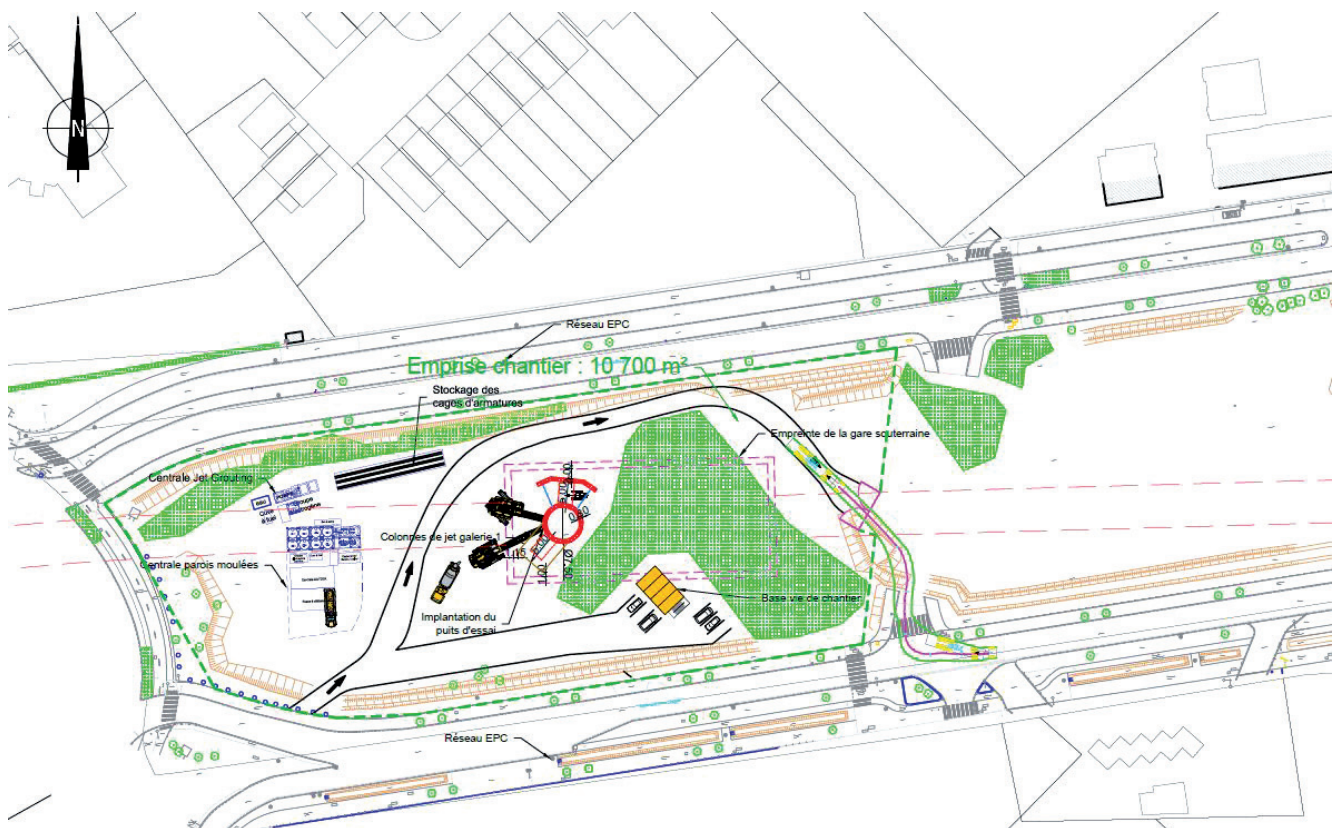 N
Réseau EPC
Emprise chantier : 10 700 m²
Stockage des
cages d'armatures
Empreinte de la gare souterraine
Centrale Jet Grouting
Colonnes de jet galerie 1
Centrale parois moulées
Base vie de chantier
Implantation du
puits d'essai
Réseau EPC